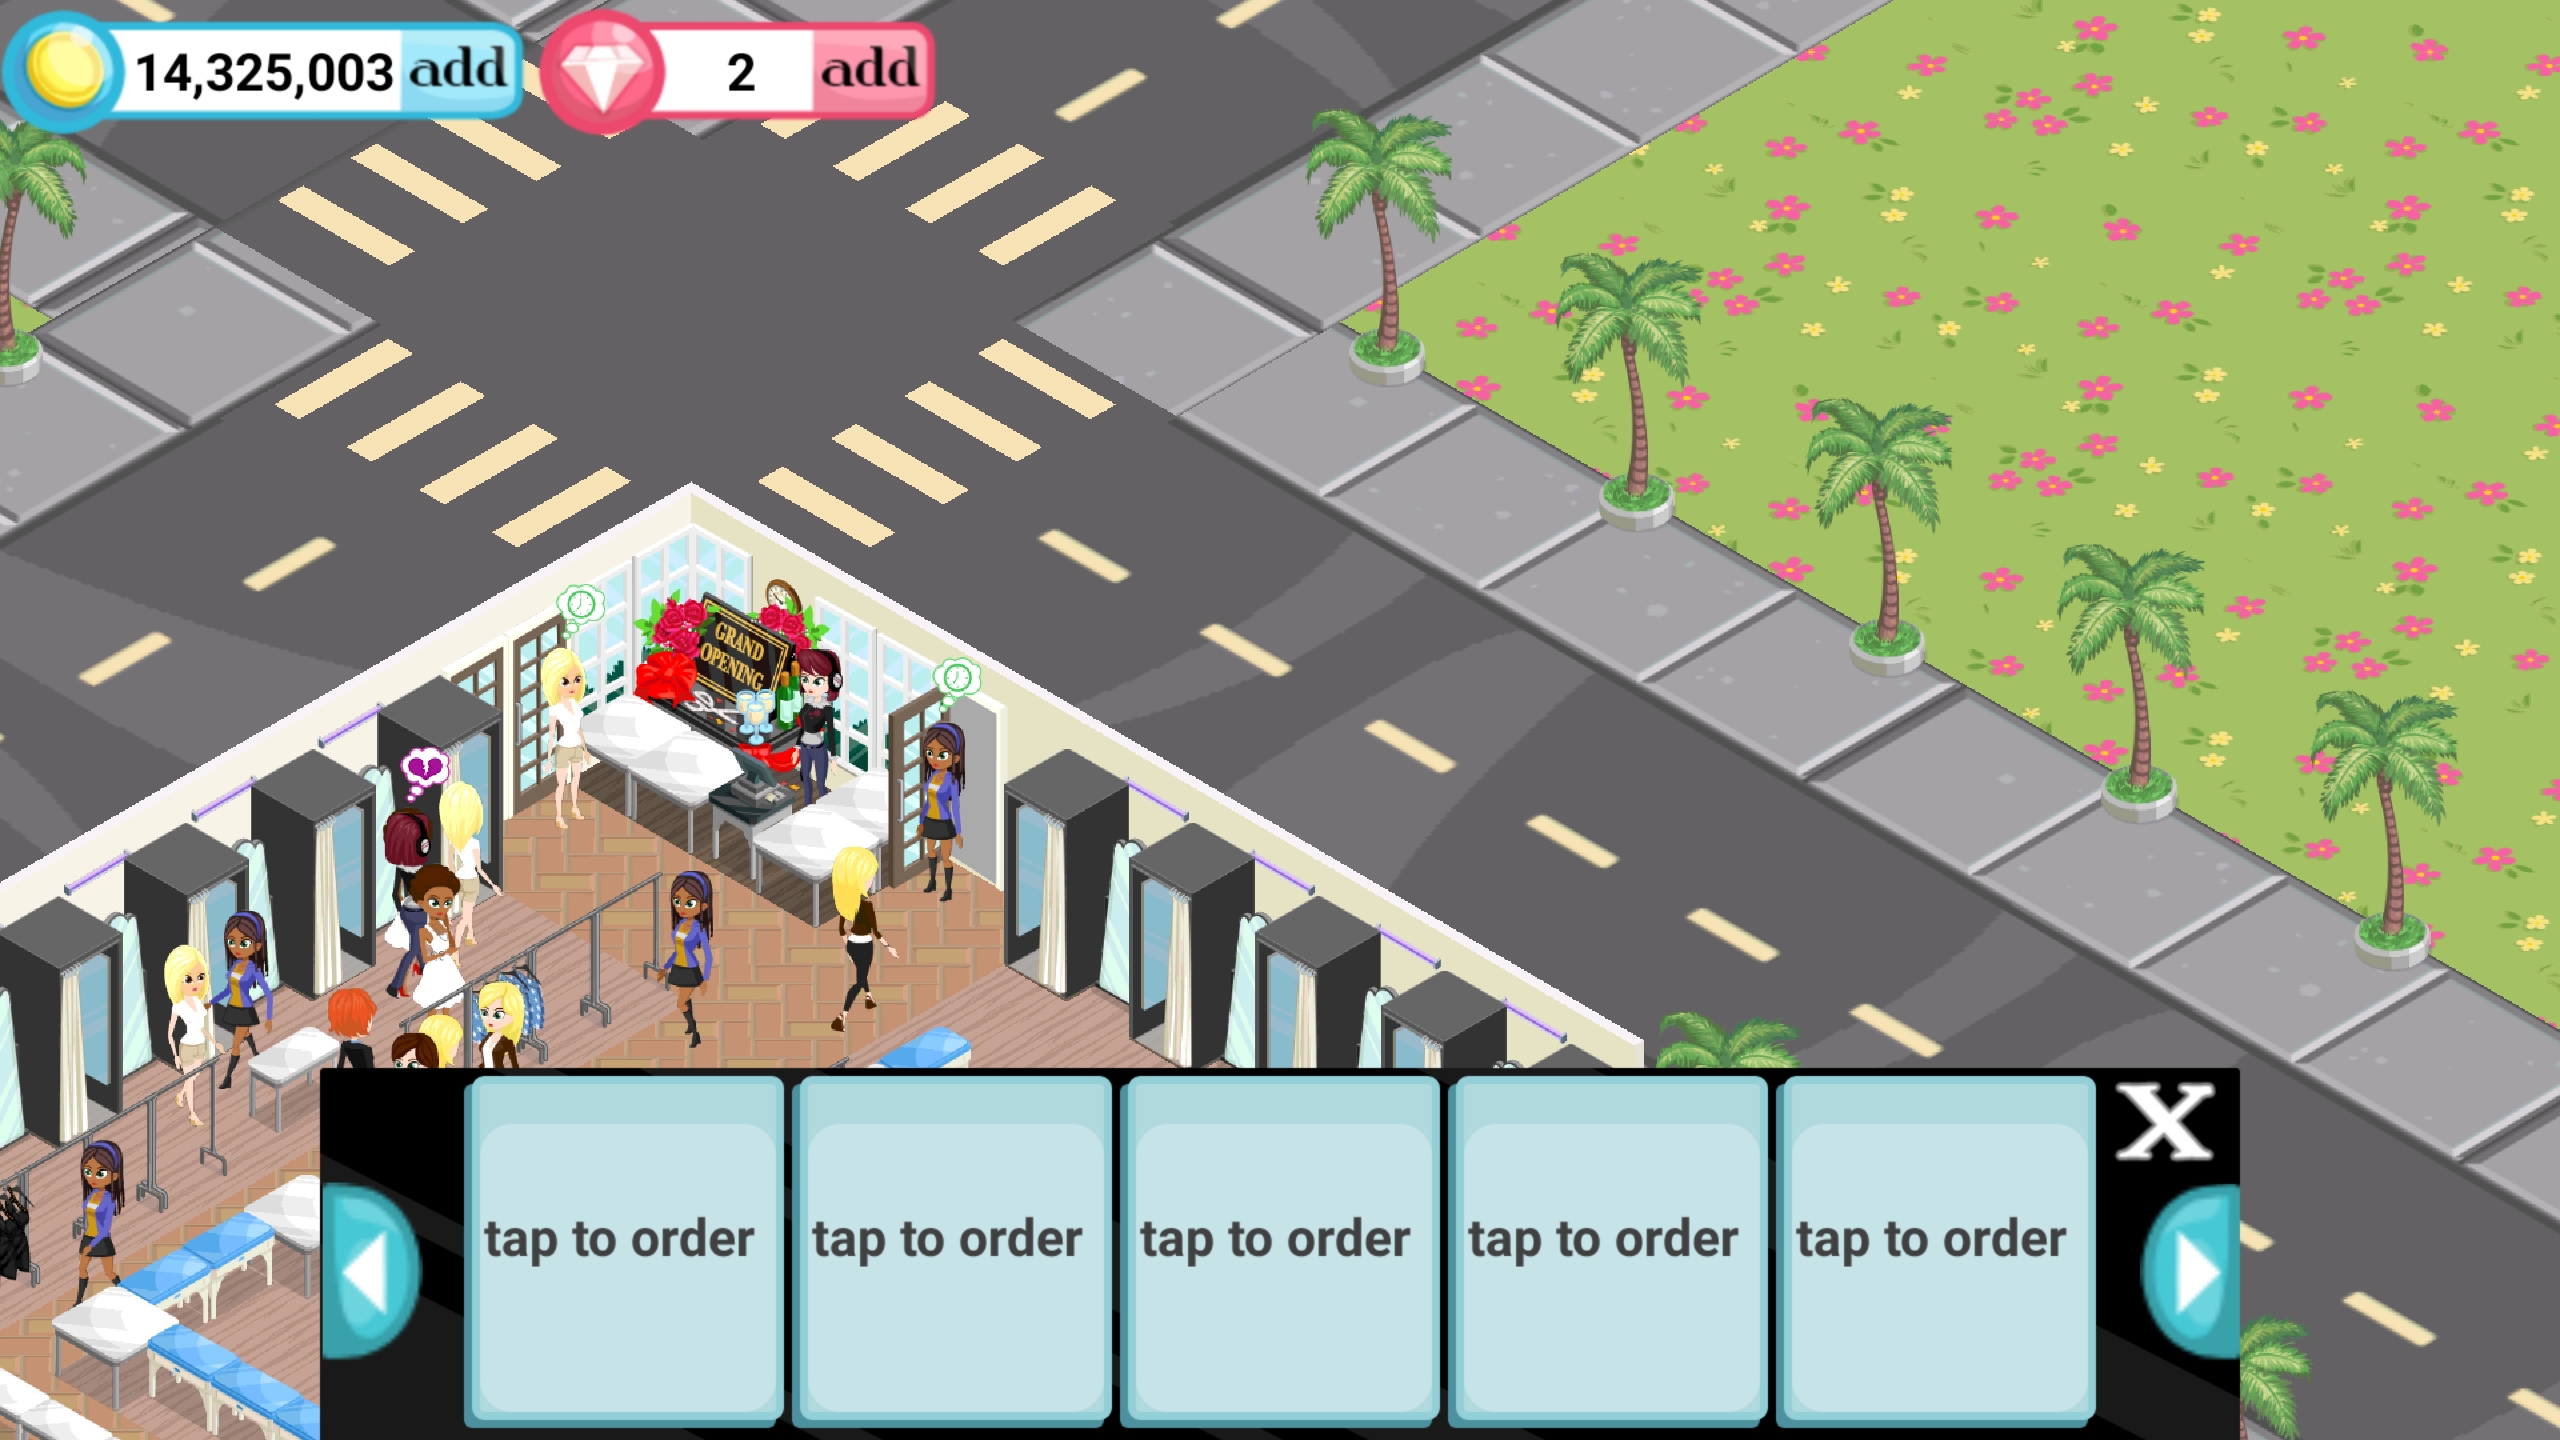 14,325,003 add 2 add
GRAND
OPENING
X
tap to order tap to order tap to order tap to order tap to order